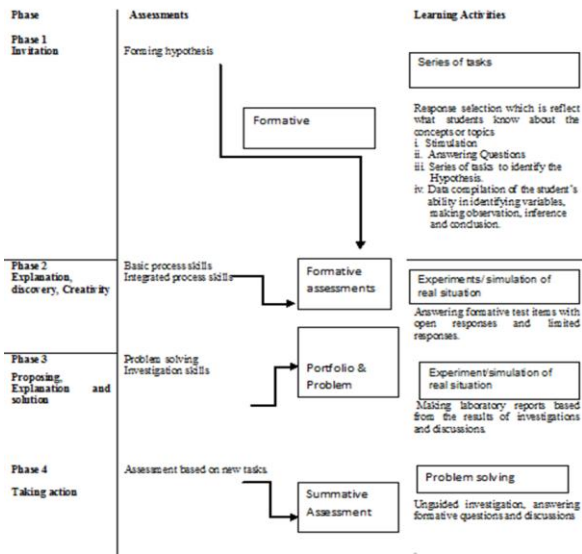 Phase Assessments Learning Activities
Phase 1
Invitation
Forming hypothesis
Formative
Series of tasks
Response selection which is reflect
what students know about the
concepts or topics
i. Stimulation
ii. Answering Questions
iii. Series of tasks to identify the
Hypothesis.
iv. Data compilation of the student's
ability in identifying variables,
making observation, inference
and conclusion.
Phase 2
Explanation,
discovery, Creativity
Basic process skills
Integrated process skills
Formative
assessments
Experiments/simulation of
real situation
Answering formative test items with
open responses and limited
responses.
Phase 3
Proposing,
Explanation and
solution
Problem solving
Investigation skills
Portfolio &
Problem
Experiment/simulation of
real situation
Making laboratory reports based
from the results of investigations
and discussions.
Phase 4
Taking action
Assessment based on new tasks.
Summative
Assessment
Problem solving
Unguided investigation, answering
formative questions and discussions